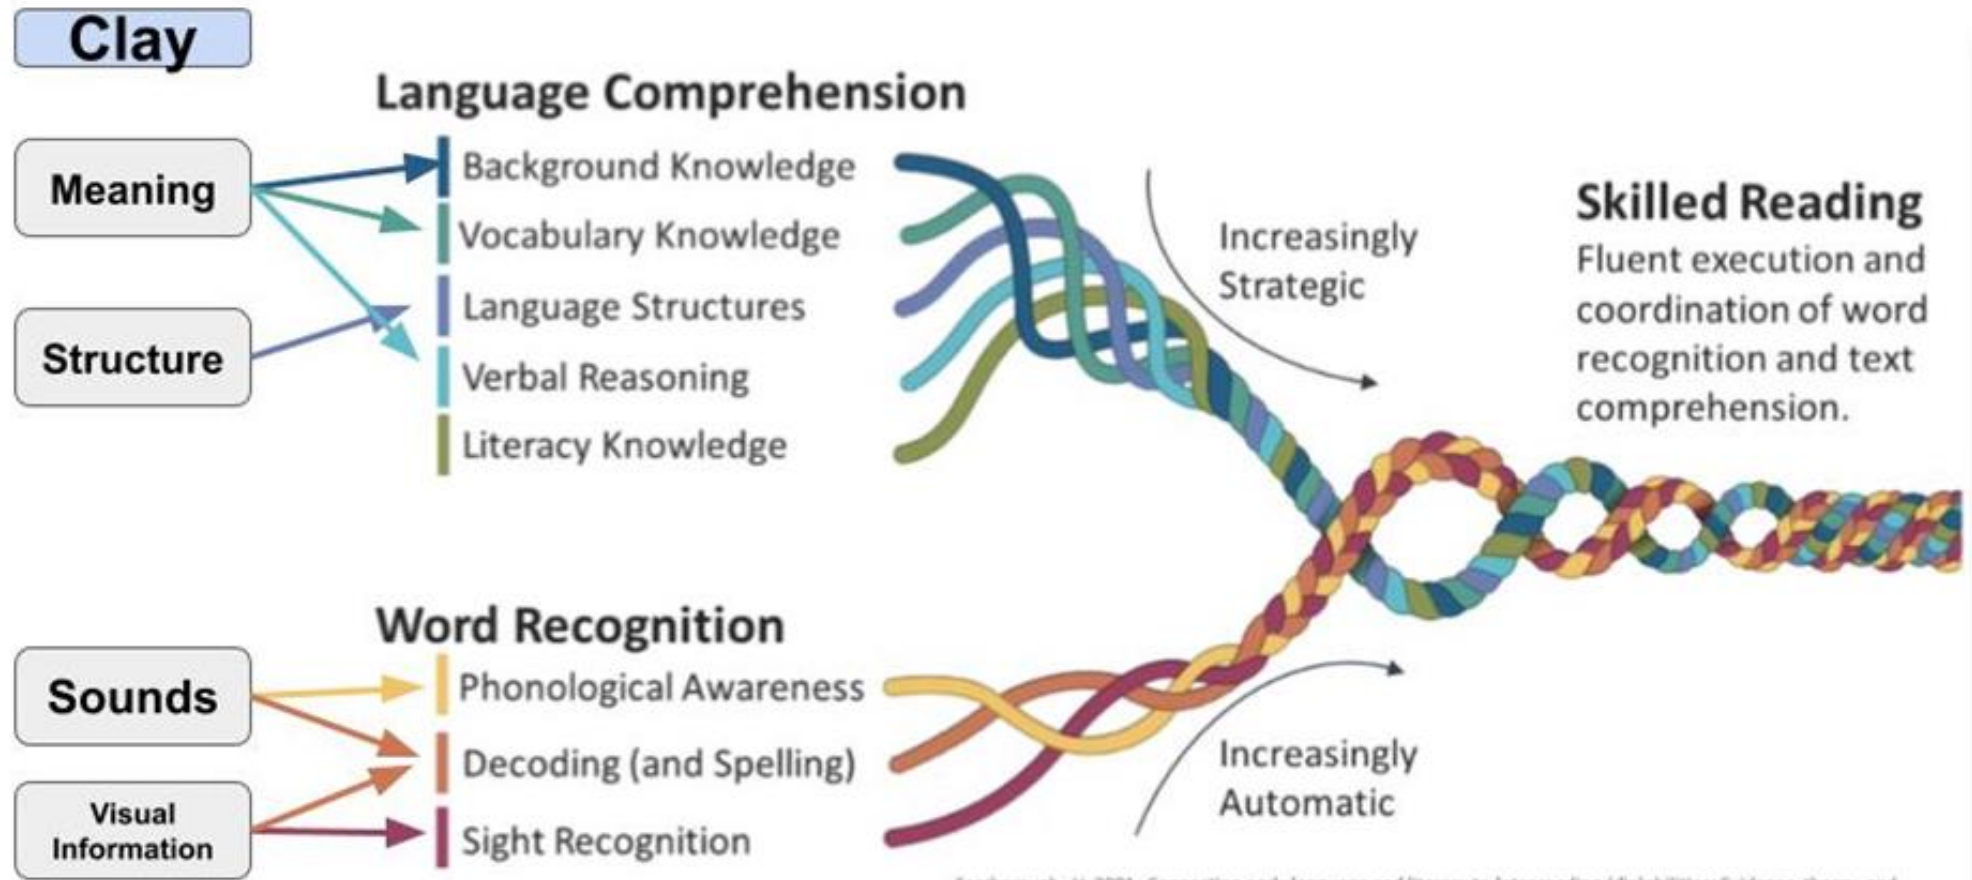 Clay
Language Comprehension
Meaning
Background Knowledge
Vocabulary Knowledge
Language Structures
Structure
Verbal Reasoning
Literacy Knowledge
Increasingly
Strategic
Skilled Reading
Fluent execution and
coordination of word
recognition and text
comprehension.
Word Recognition
Sounds
Phonological Awareness
Decoding (and Spelling)
Visual
Information
Sight Recognition
Increasingly
Automatic